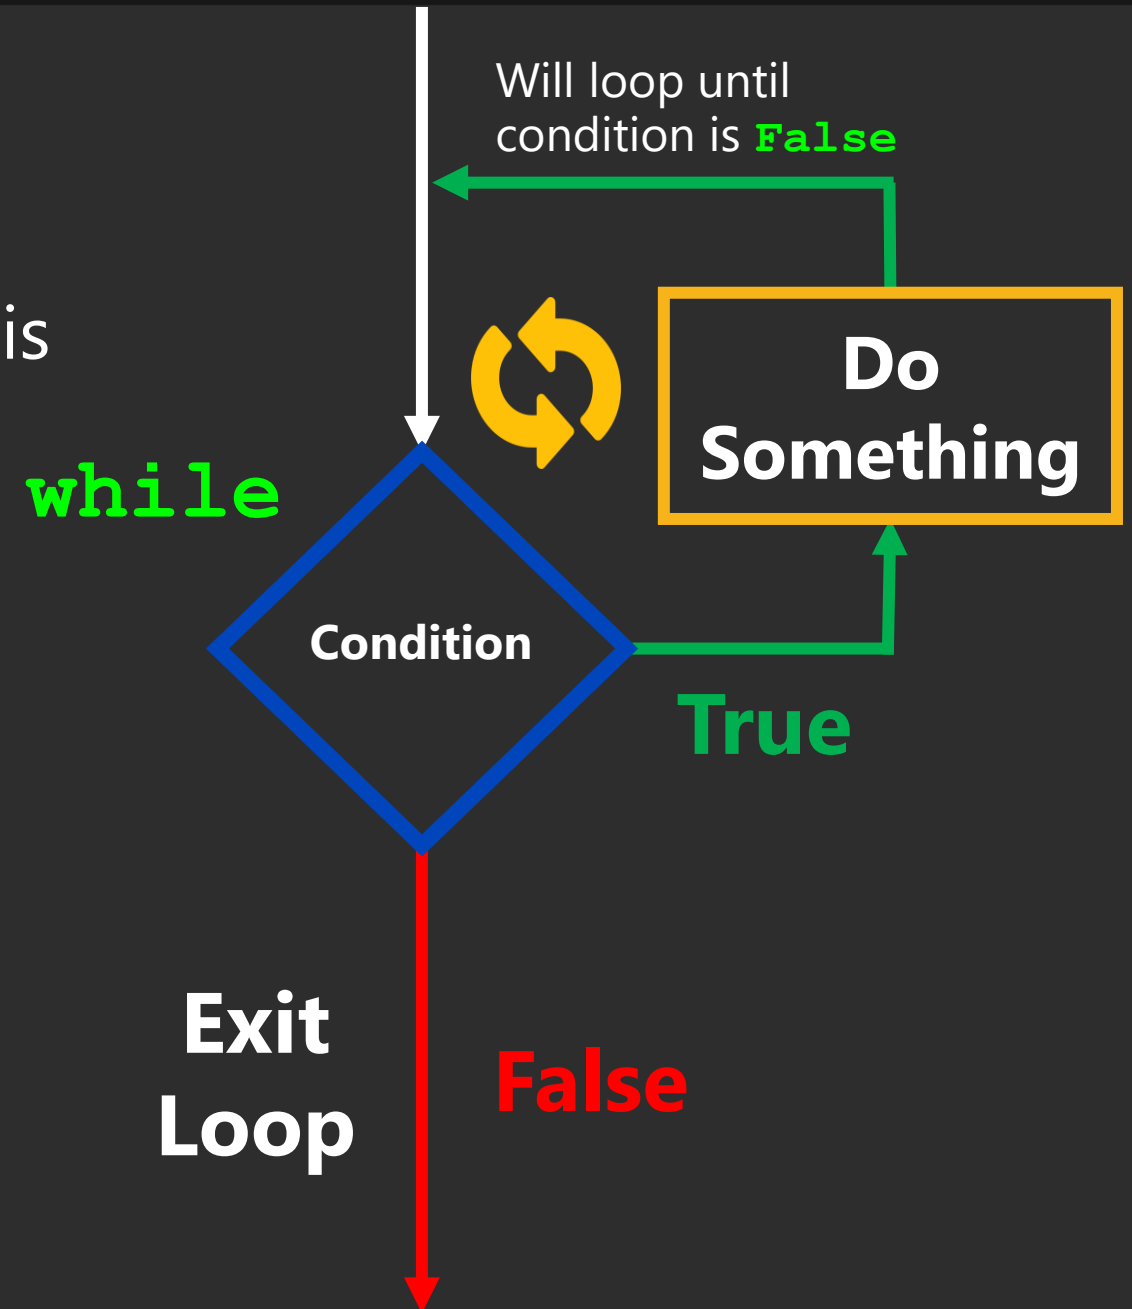 Will loop until
condition is False
is
Do
Something
while
Condition
True
Exit
Loop
False